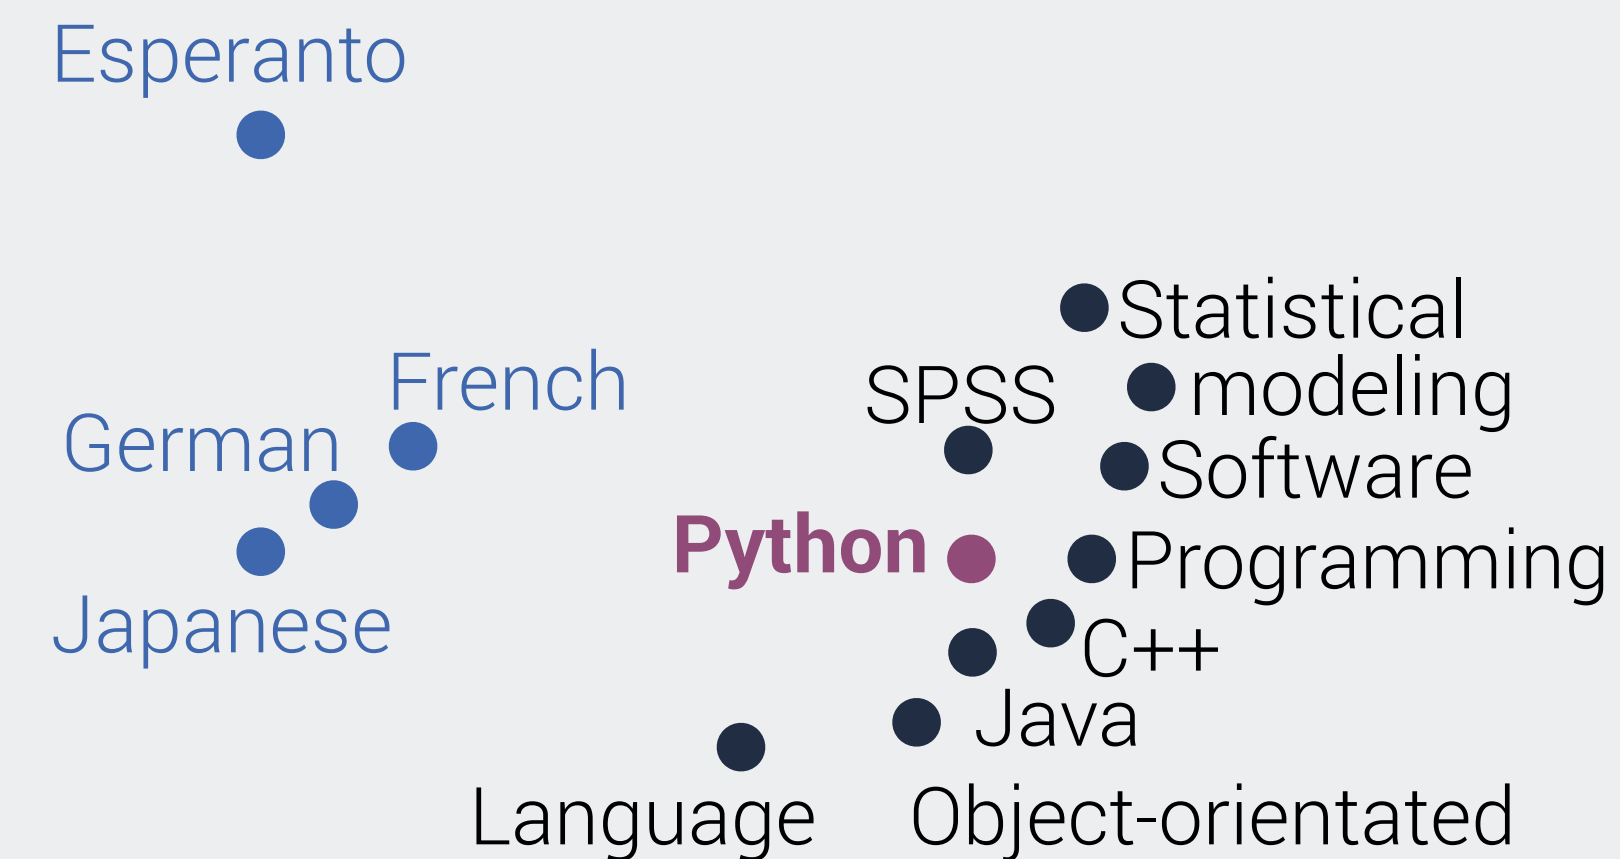 Esperanto
Statistical
French
SPSS
modeling
German
Software
Python
Programming
Japanese
C++
Java
Language
Object-orientated